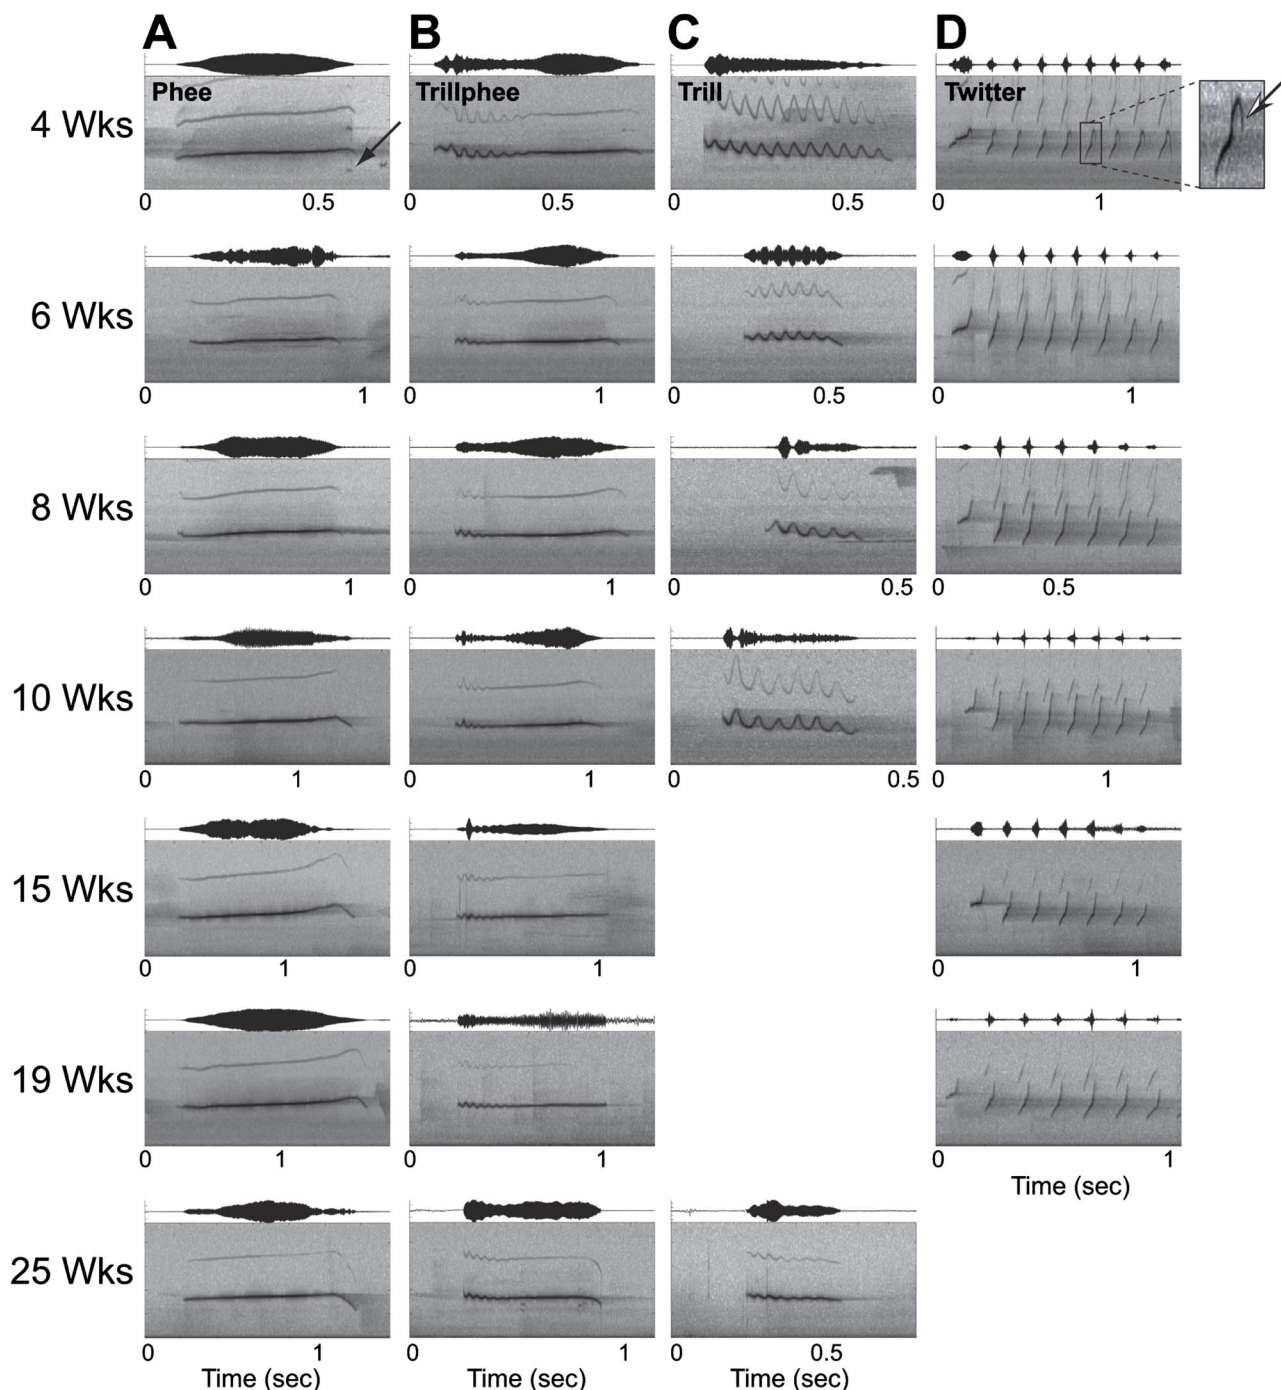 A B C D
Phee Trillphee Trill Twitter
4 Wks
0 0.5 0 0.5 0 0.5 0 1
6 Wks
0 1 0 1 0 0.5 0 1
8 Wks
0 1 0 1 0 0.5 0 0.5
10 Wks
0 1 0 1 0 0.5 0 1
15 Wks
0 1 0 1 0 1
19 Wks
0 1 0 1 0 1
Time (sec)
25 Wks
0 1 0 1 0 0.5
Time (sec) Time (sec) Time (sec)